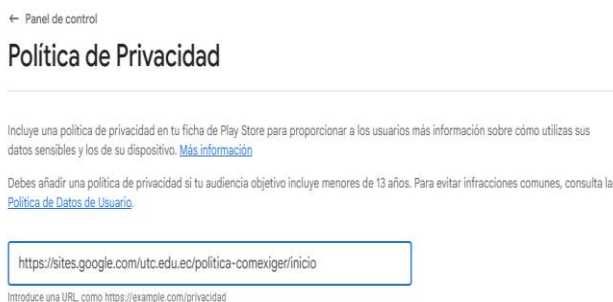 ← Panel de control
Política de Privacidad
Incluye una política de privacidad en tu ficha de Play Store para proporcionar a los usuarios más información sobre cómo utilizas sus
datos sensibles y los de su dispositivo. Más información
Debes añadir una política de privacidad si tu audiencia objetivo incluye menores de 13 años. Para evitar infracciones comunes, consulta la
Política de Datos de Usuario.
https://sites.google.com/utc.edu.ec/politica-comexiger/inicio
Introduce una URL, como https://example.com/privacidad